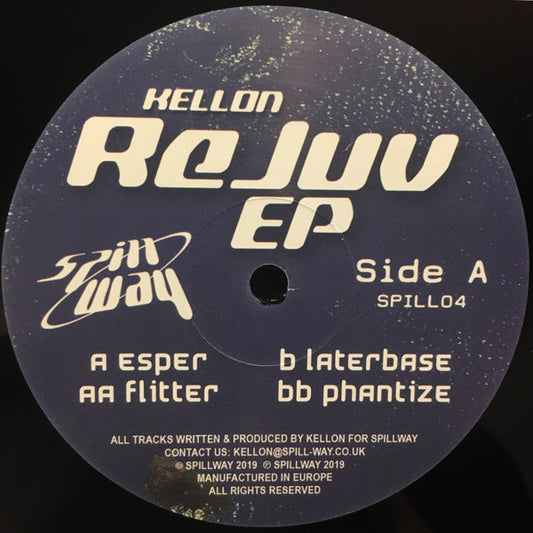 KELLON
ReJuv
EP
Spill
way
Side A
SPILL04
A ESPER
AA flitter
b laterbase
bb phantize
ALL TRACKS WRITTEN & PRODUCED BY KELLON FOR SPILLWAY
CONTACT US: KELLON@SPILL-WAY.CO.UK
© SPILLWAY 2019 ℗ SPILLWAY 2019
MANUFACTURED IN EUROPE
ALL RIGHTS RESERVED